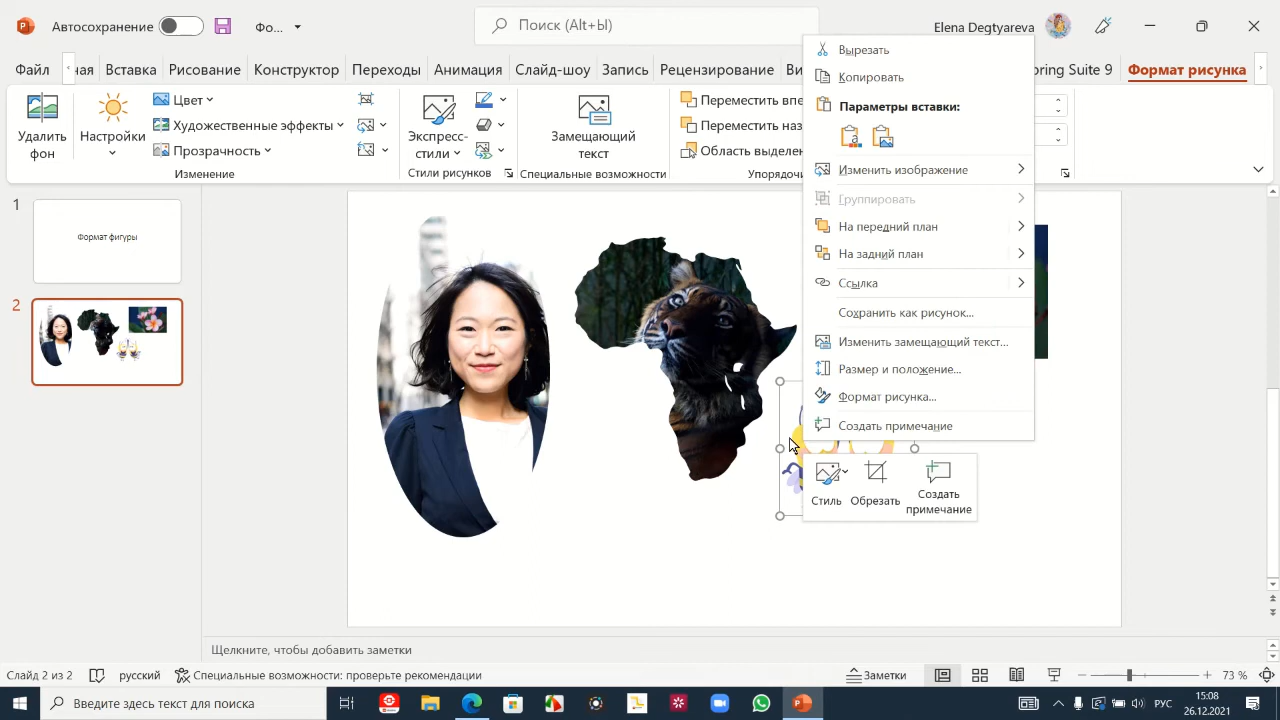 Автосохранение
Фо...
Поиск (Alt+Ы)
Elena Degtyareva
Файл
ная
Вставка
Рисование
Конструктор
Переходы
Анимация
Слайд-шоу
Запись
Рецензирование
Ви
oring Suite 9
Формат рисунка
Удалить
фон
Настройки
Цвет
Художественные эффекты
Прозрачность
Изменение
Экспресс-
стили
Стили рисунков
Замещающий
текст
Специальные возможности
Переместить впе
Переместить наз
Область выделен
Упорядочи
Вырезать
Копировать
Параметры вставки:
Изменить изображение
Группировать
На передний план
На задний план
Ссылка
Сохранить как рисунок...
Изменить замещающий текст...
Размер и положение...
Формат рисунка...
Создать примечание
Стиль
Обрезать
Создать
примечание
1
Формат фигуры
2
Щелкните, чтобы добавить заметки
Слайд 2 из 2
русский
Специальные возможности: проверьте рекомендации
Заметки
73 %
Введите здесь текст для поиска
РУС
15:08
26.12.2021